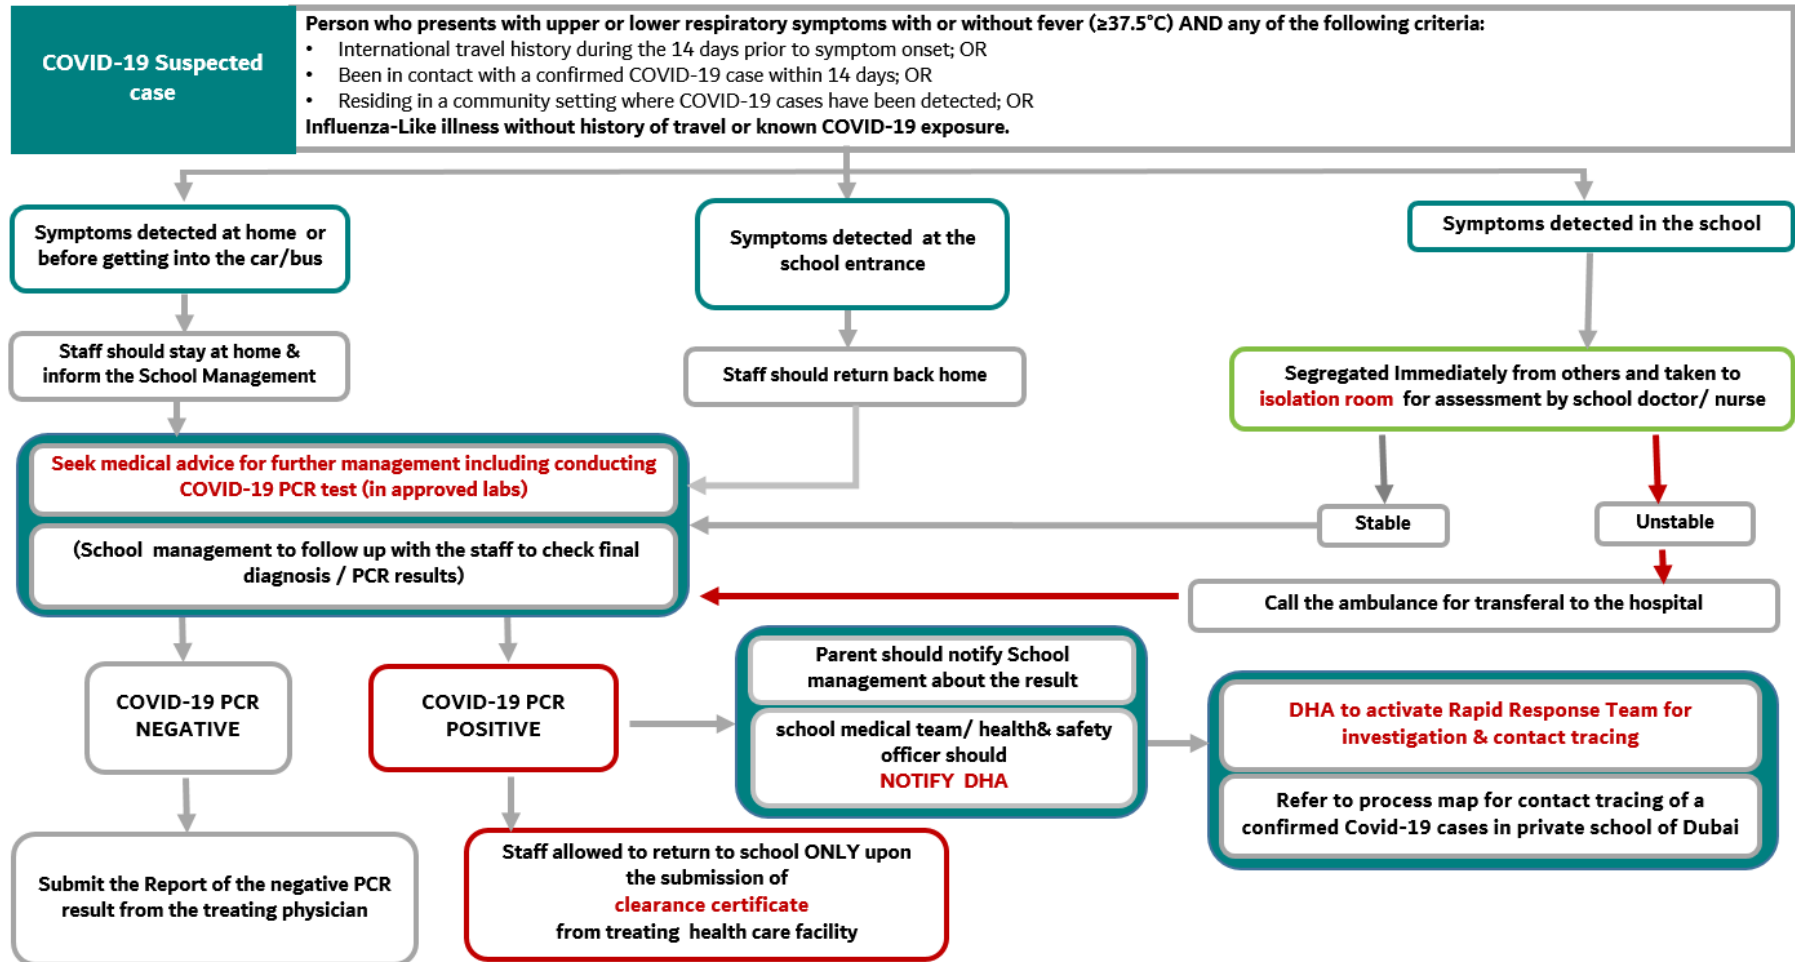 COVID-19 Suspected
case
Person who presents with upper or lower respiratory symptoms with or without fever (≥37.5°C) AND any of the following criteria:
• International travel history during the 14 days prior to symptom onset; OR
• Been in contact with a confirmed COVID-19 case within 14 days; OR
• Residing in a community setting where COVID-19 cases have been detected; OR
Influenza-Like illness without history of travel or known COVID-19 exposure.
Symptoms detected at home or
before getting into the car/bus
Symptoms detected at the
school entrance
Symptoms detected in the school
Staff should stay at home &
inform the School Management
Staff should return back home
Segregated Immediately from others and taken to
isolation room for assessment by school doctor/ nurse
Seek medical advice for further management including conducting
COVID-19 PCR test (in approved labs)
(School management to follow up with the staff to check final
diagnosis / PCR results)
Stable
Unstable
Call the ambulance for transferal to the hospital
COVID-19 PCR
NEGATIVE
COVID-19 PCR
POSITIVE
Parent should notify School
management about the result
school medical team/ health& safety
officer should
NOTIFY DHA
DHA to activate Rapid Response Team for
investigation & contact tracing
Refer to process map for contact tracing of a
confirmed Covid-19 cases in private school of Dubai
Submit the Report of the negative PCR
result from the treating physician
Staff allowed to return to school ONLY upon
the submission of
clearance certificate
from treating health care facility